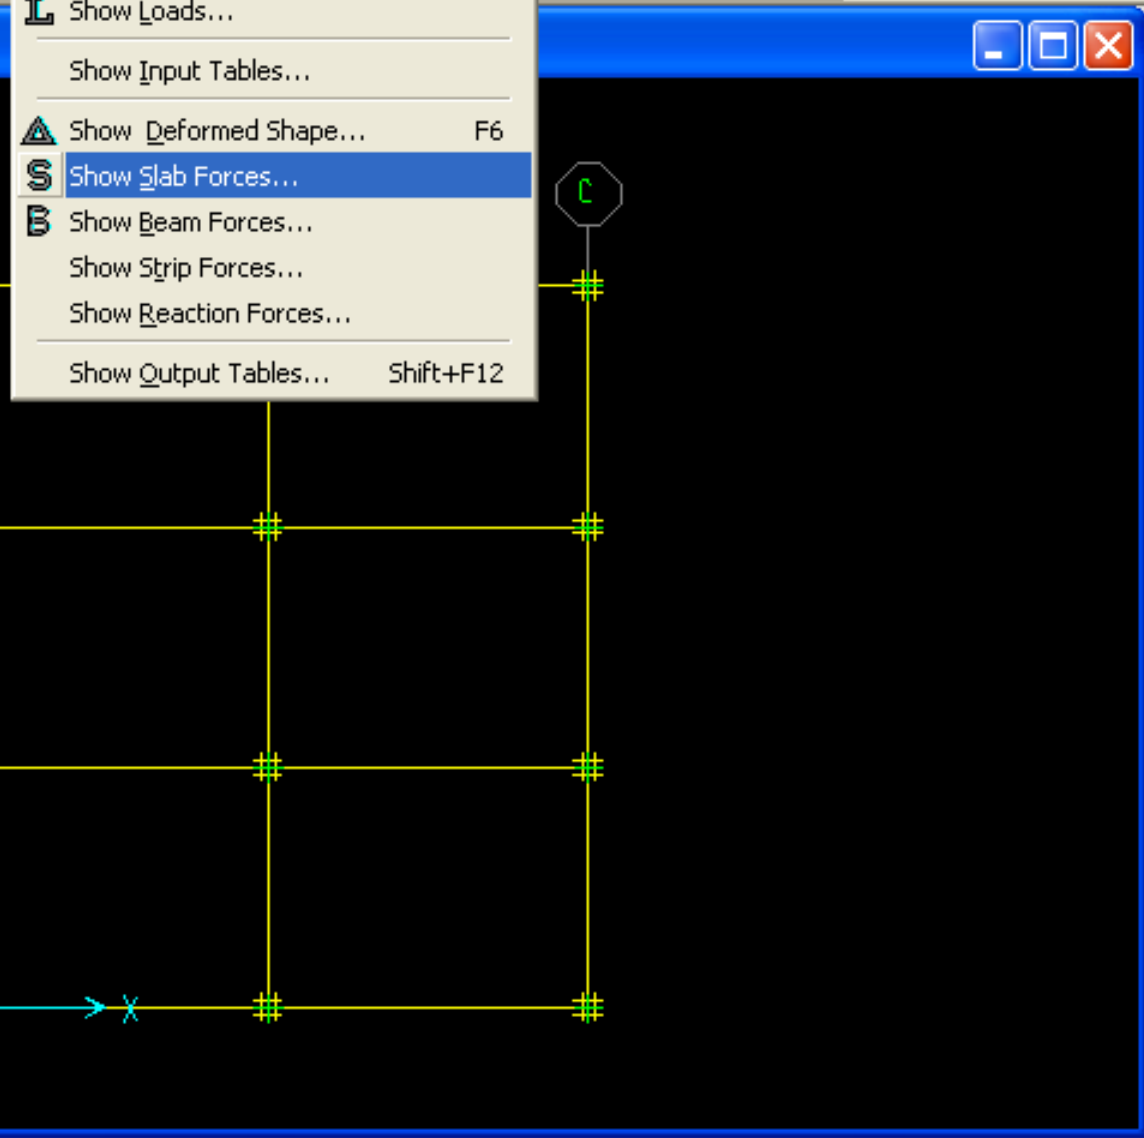 L Show Loads...
Show Input Tables...
Show Deformed Shape... F6
S Show Slab Forces...
B Show Beam Forces...
Show Strip Forces...
Show Reaction Forces...
Show Output Tables... Shift+F12
C
X